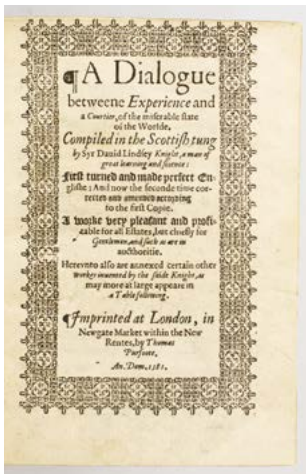 ¶A Dialogue
betweene Experience and
a Courtier, of the miserable state
of the Worlde.
Compiled in the Scottish tung
by Syr Dauid Lindsey Knight, a man of
great learning and science:
First turned and made perfect En-
glishe: And now the seconde time cor-
rected and amended according
to the first Copie.
A worke very pleasant and profi-
table for all Estates, but chiefly for
Gentlemen, and such as are in
aucthoritie.
Herevnto also are annexed certain other
workes inuented by the saide Knight, as
may more at large appeare in
a Table following.
¶Imprinted at London, in
Newgate Market within the New
Rentes, by Thomas
Purfoote.
An. Dom. 1581.